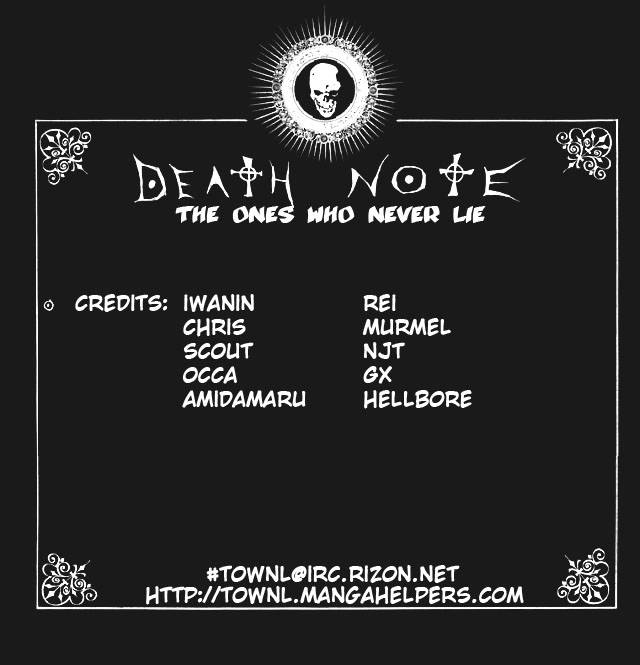 DEATH NOTE
THE ONES WHO NEVER LIE
CREDITS: IWANIN REI
CHRIS MURMEL
SCOUT NJT
OCCA GX
AMIDAMARU HELLBORE
#TOWNL@IRC.RIZON.NET
HTTP://TOWNL.MANGAHELPERS.COM